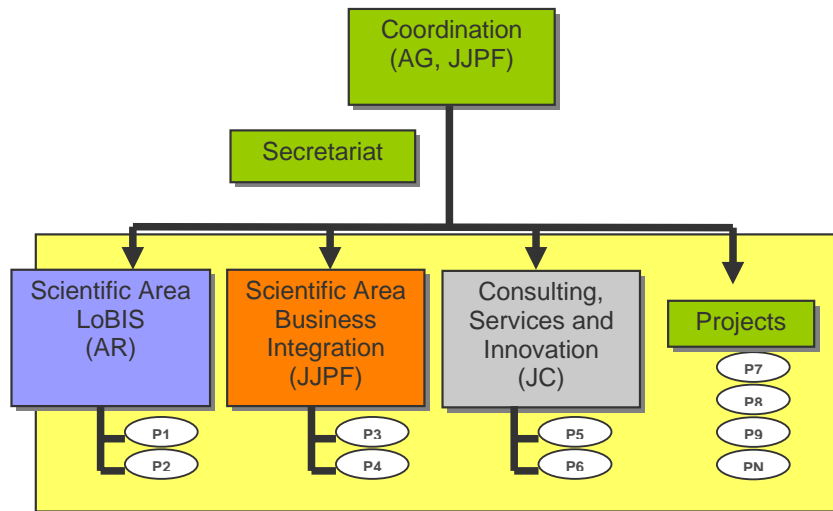 Coordination
(AG, JJPF)
Secretariat
Scientific Area
LoBIS
(AR)
Scientific Area
Business
Integration
(JJPF)
Consulting,
Services and
Innovation
(JC)
Projects
P1
P2
P3
P4
P5
P6
P7
P8
P9
PN